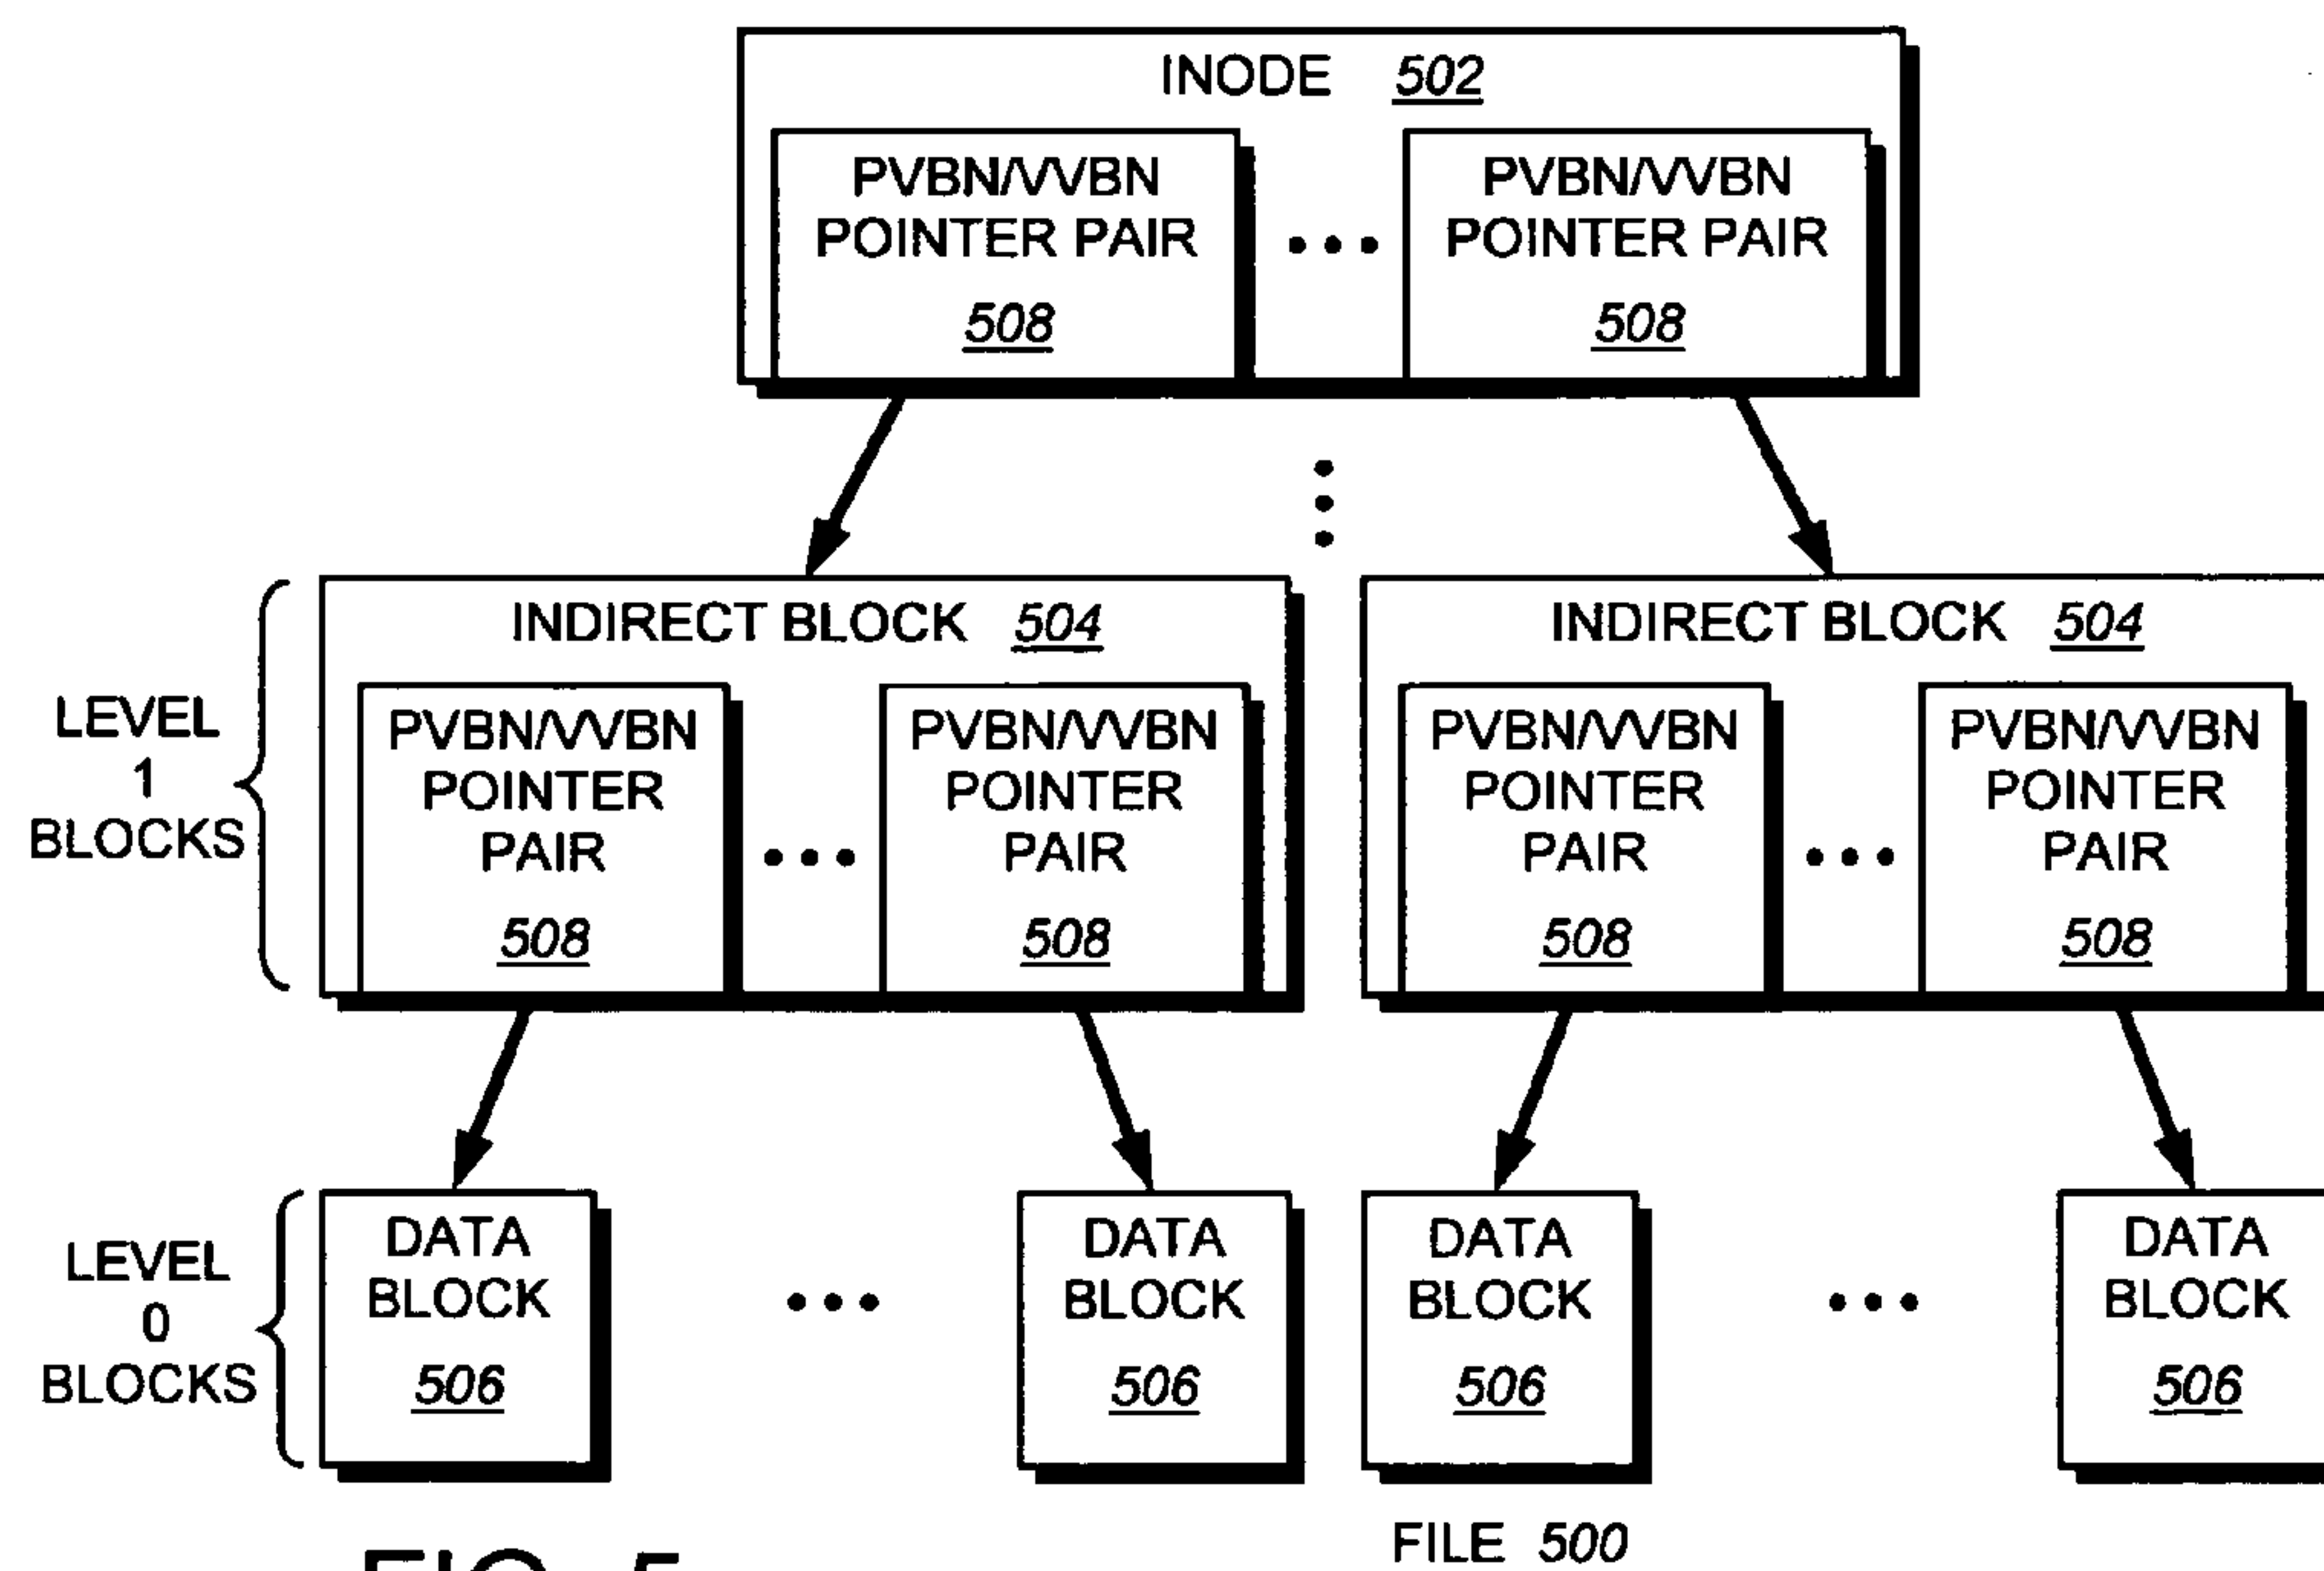 INODE 502
PVBN/VVBN POINTER PAIR 508
•••
PVBN/VVBN POINTER PAIR 508
LEVEL 1 BLOCKS
INDIRECT BLOCK 504
PVBN/VVBN
POINTER
PAIR
508
•••
PVBN/VVBN
POINTER
PAIR
508
INDIRECT BLOCK 504
PVBN/VVBN
POINTER
PAIR
508
•••
PVBN/VVBN
POINTER
PAIR
508
LEVEL
0
BLOCKS
DATA
BLOCK
506
•••
DATA
BLOCK
506
DATA
BLOCK
506
•••
DATA
BLOCK
506
FILE 500
FIG. 5